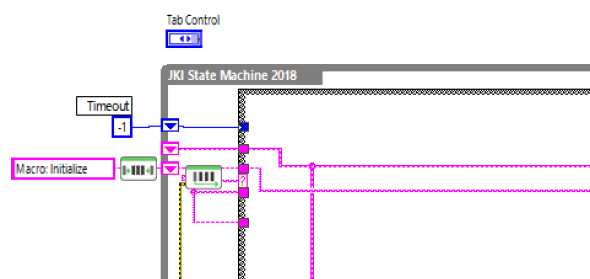 Tab Control
JKI State Machine 2018
Timeout
-1
Macro: Initialize
?